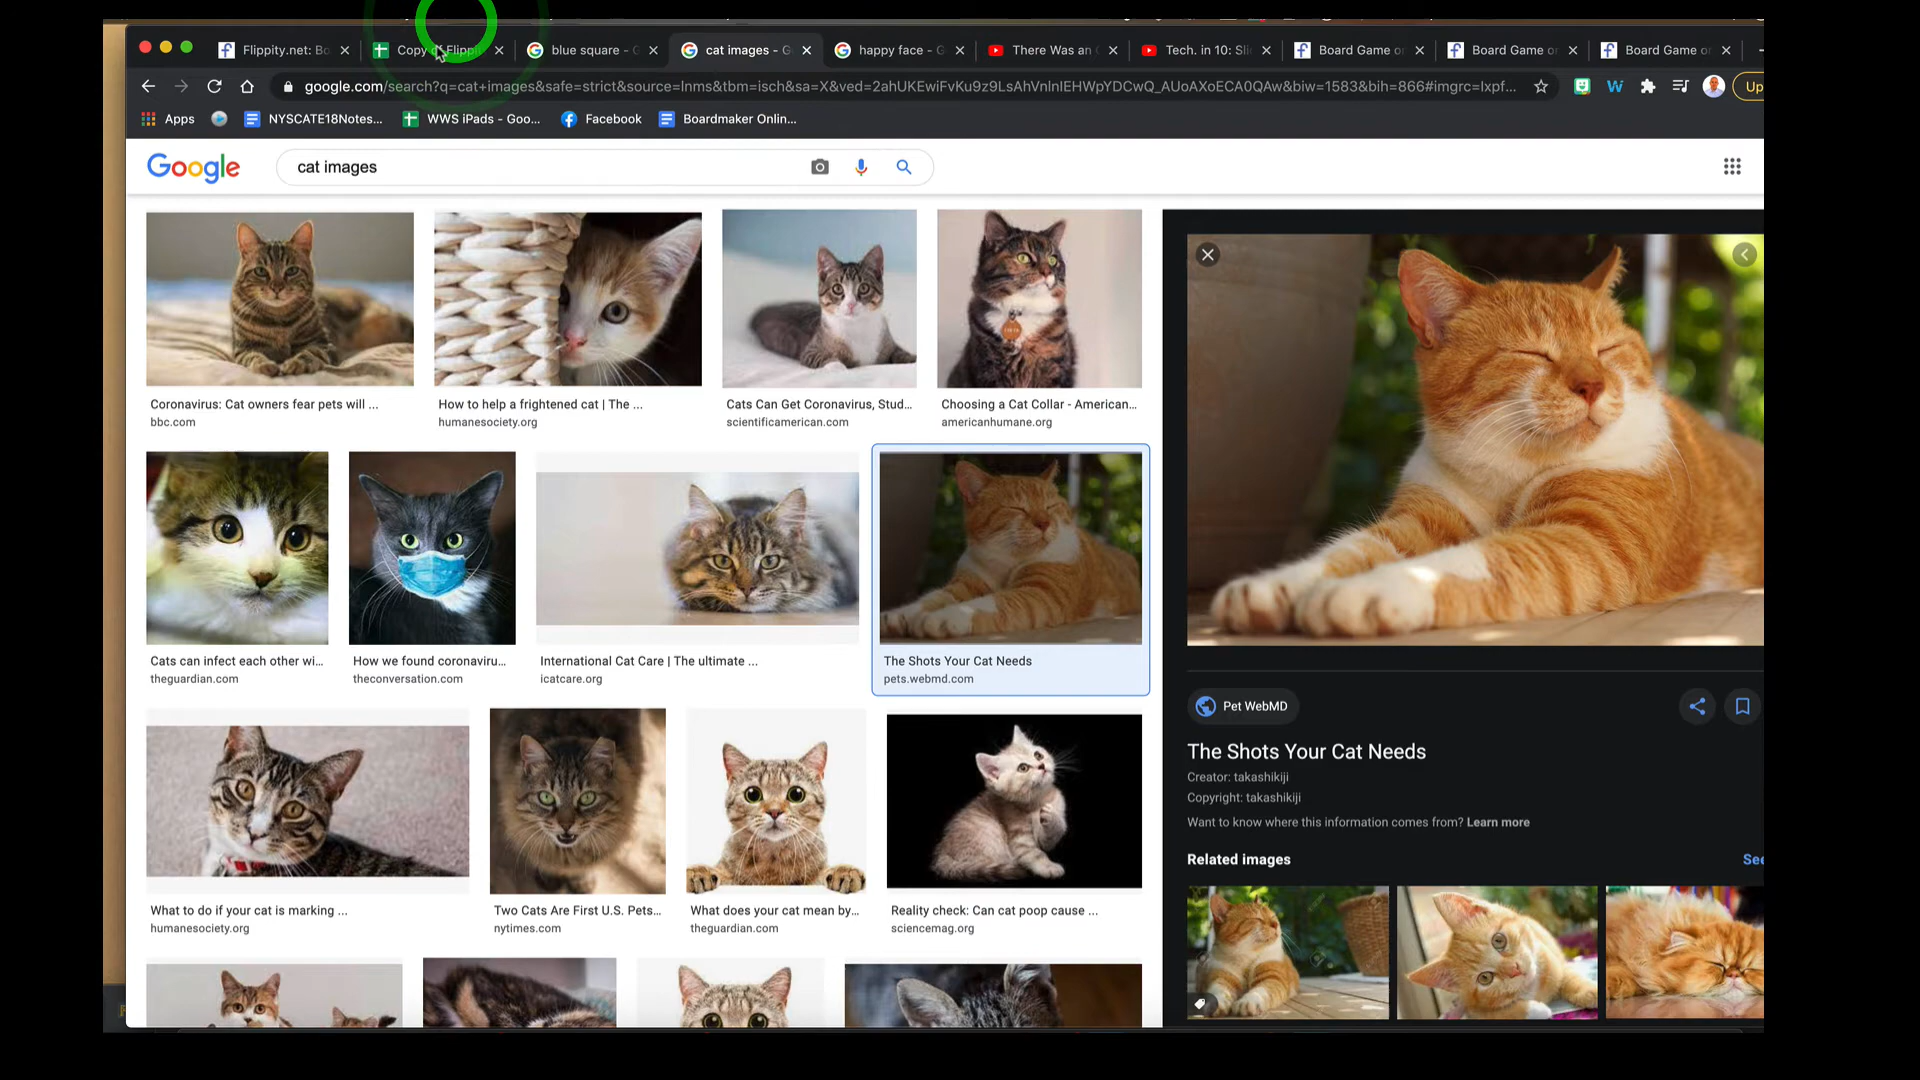 Flippity.net: Bo
Copy of Flippit
blue square - G
cat images - G
happy face - G
There Was an
Tech. in 10: Sli
Board Game or
Board Game or
Board Game or
google.com/search?q=cat+images&safe=strict&source=lnms&tbm=isch&sa=X&ved=2ahUKEwiFvKu9z9LsAhVnlnIEHWpYDCwQ_AUoAXoECA0QAw&biw=1583&bih=866#imgrc=lxpf...
Up
Apps
NYSCATE18Notes...
WWS iPads - Goo...
Facebook
Boardmaker Onlin...
Google
cat images
Coronavirus: Cat owners fear pets will ...
bbc.com
How to help a frightened cat | The ...
humanesociety.org
Cats Can Get Coronavirus, Stud...
scientificamerican.com
Choosing a Cat Collar - American...
americanhumane.org
Cats can infect each other wi...
theguardian.com
How we found coronaviru...
theconversation.com
International Cat Care | The ultimate ...
icatcare.org
The Shots Your Cat Needs
pets.webmd.com
What to do if your cat is marking ...
humanesociety.org
Two Cats Are First U.S. Pets...
nytimes.com
What does your cat mean by...
theguardian.com
Reality check: Can cat poop cause ...
sciencemag.org
Pet WebMD
The Shots Your Cat Needs
Creator: takashikiji
Copyright: takashikiji
Want to know where this information comes from? Learn more
Related images
See